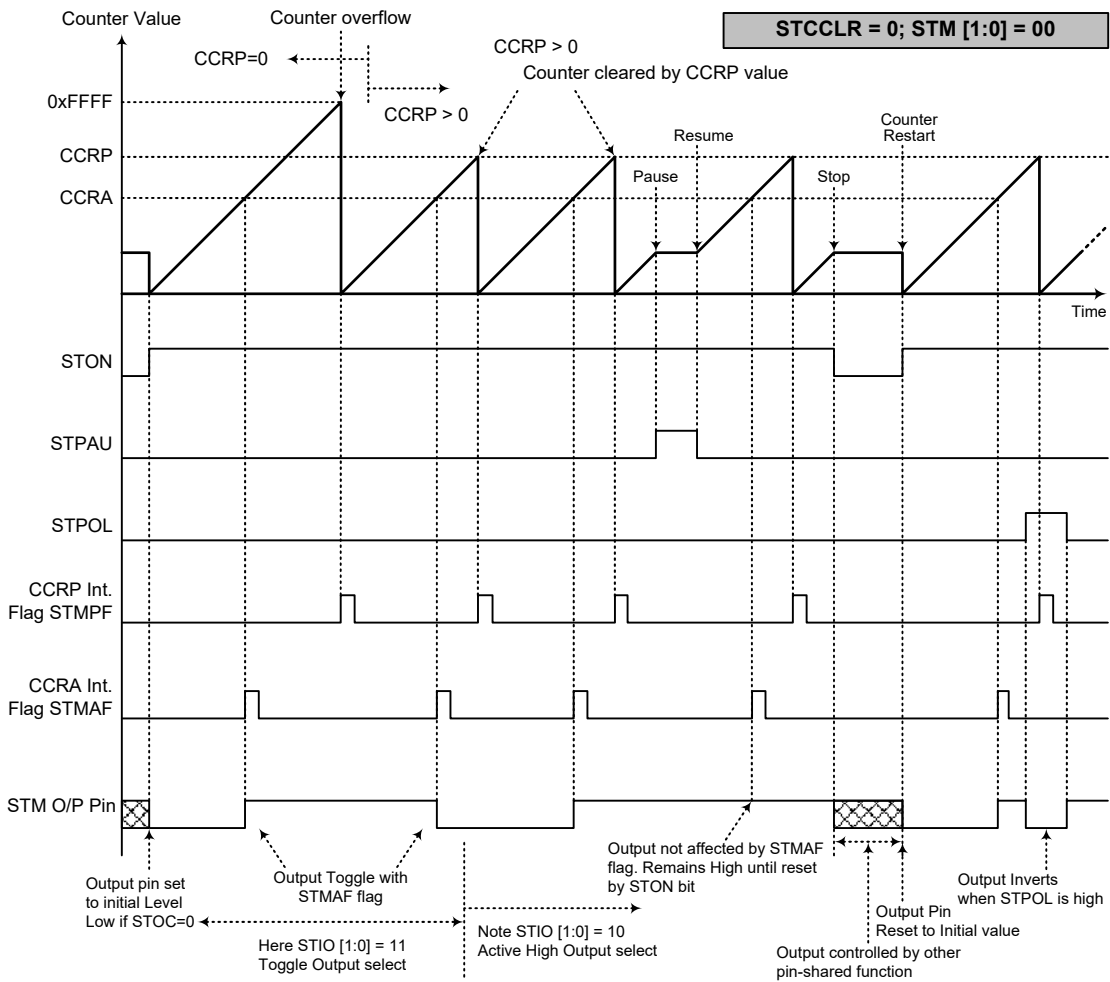 Counter Value
Counter overflow
STCCLR = 0; STM [1:0] = 00
CCRP=0
CCRP > 0
Counter cleared by CCRP value
0xFFFF
CCRP > 0
CCRP
CCRA
Pause
Resume
Stop
Counter
Restart
Time
STON
STPAU
STPOL
CCRP Int.
Flag STMPF
CCRA Int.
Flag STMAF
STM O/P Pin
Output pin set
to initial Level
Low if STOC=0
Output Toggle with
STMAF flag
Here STIO [1:0] = 11
Toggle Output select
Note STIO [1:0] = 10
Active High Output select
Output not affected by STMAF
flag. Remains High until reset
by STON bit
Output controlled by other
pin-shared function
Output Pin
Reset to Initial value
Output Inverts
when STPOL is high